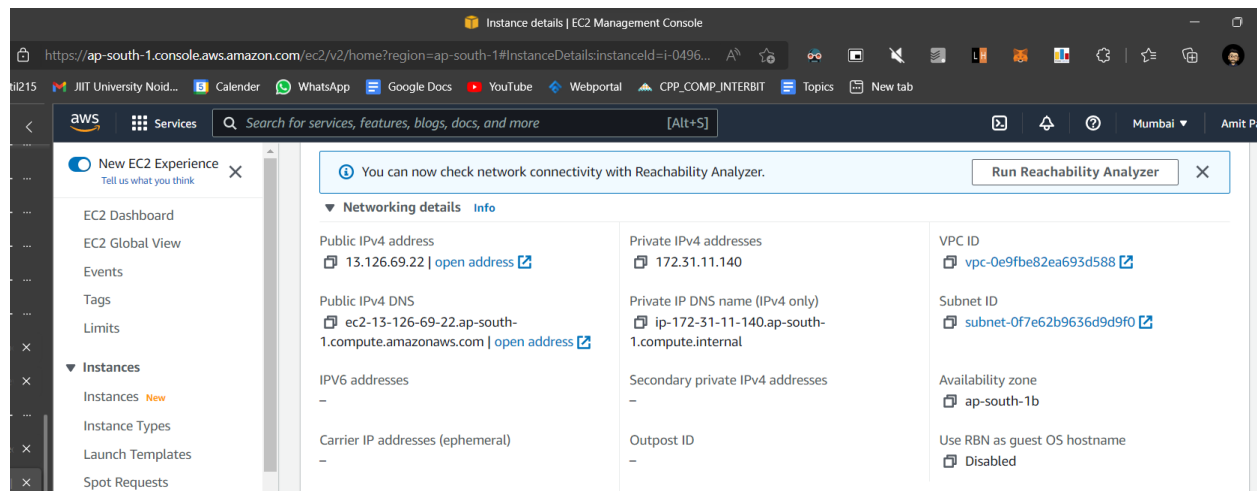 Instance details | EC2 Management Console
https://ap-south-1.console.aws.amazon.com/ec2/v2/home?region=ap-south-1#InstanceDetails:instanceId=i-0496...
til215 JIIT University Noid... Calender WhatsApp Google Docs YouTube Webportal CPP_COMP_INTERBIT Topics New tab
aws Services Search for services, features, blogs, docs, and more [Alt+S] Mumbai ▼ Amit Pa
New EC2 Experience
Tell us what you think
EC2 Dashboard
EC2 Global View
Events
Tags
Limits
▼ Instances
Instances New
Instance Types
Launch Templates
Spot Requests
You can now check network connectivity with Reachability Analyzer. Run Reachability Analyzer
▼ Networking details Info
Public IPv4 address
13.126.69.22 | open address
Public IPv4 DNS
ec2-13-126-69-22.ap-south-
1.compute.amazonaws.com | open address
IPV6 addresses
–
Carrier IP addresses (ephemeral)
–
Private IPv4 addresses
172.31.11.140
Private IP DNS name (IPv4 only)
ip-172-31-11-140.ap-south-
1.compute.internal
Secondary private IPv4 addresses
–
Outpost ID
–
VPC ID
vpc-0e9fbe82ea693d588
Subnet ID
subnet-0f7e62b9636d9d9f0
Availability zone
ap-south-1b
Use RBN as guest OS hostname
Disabled